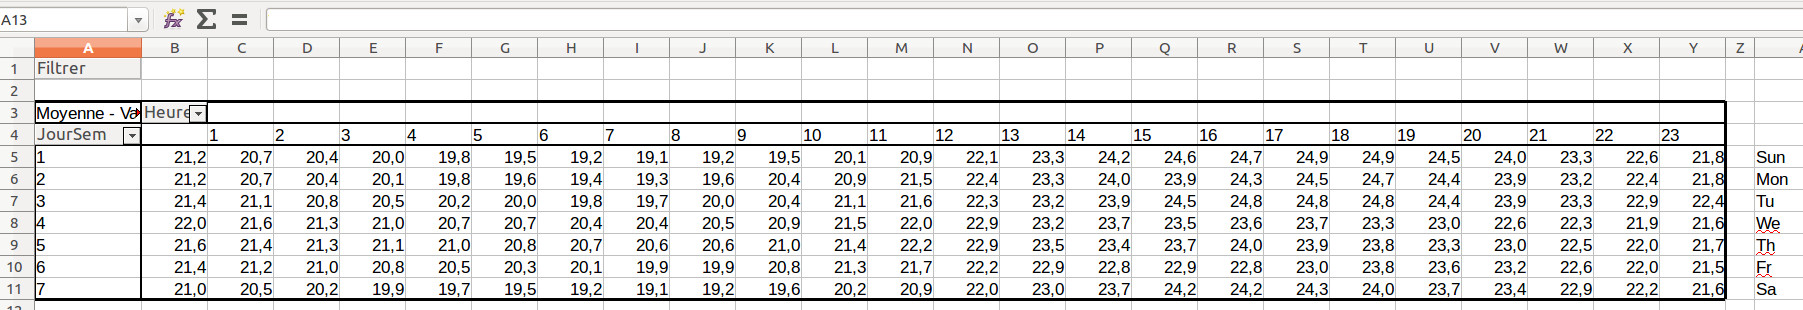 A13
A B C D E F G H I J K L M N O P Q R S T U V W X Y Z
1 Filtrer
2
3 Moyenne - Va Heure
4 JourSem 1 2 3 4 5 6 7 8 9 10 11 12 13 14 15 16 17 18 19 20 21 22 23
5 1 21,2 20,7 20,4 20,0 19,8 19,5 19,2 19,1 19,2 19,5 20,1 20,9 22,1 23,3 24,2 24,6 24,7 24,9 24,9 24,5 24,0 23,3 22,6 21,8 Sun
6 2 21,2 20,7 20,4 20,1 19,8 19,6 19,4 19,3 19,6 20,4 20,9 21,5 22,4 23,3 24,0 23,9 24,3 24,5 24,7 24,4 23,9 23,2 22,4 21,8 Mon
7 3 21,4 21,1 20,8 20,5 20,2 20,0 19,8 19,7 20,0 20,4 21,1 21,6 22,3 23,2 23,9 24,5 24,8 24,8 24,8 24,4 23,9 23,3 22,9 22,4 Tu
8 4 22,0 21,6 21,3 21,0 20,7 20,7 20,4 20,4 20,5 20,9 21,5 22,0 22,9 23,2 23,7 23,5 23,6 23,7 23,3 23,0 22,6 22,3 21,9 21,6 We
9 5 21,6 21,4 21,3 21,1 21,0 20,8 20,7 20,6 20,6 21,0 21,4 22,2 22,9 23,5 23,4 23,7 24,0 23,9 23,8 23,3 23,0 22,5 22,0 21,7 Th
10 6 21,4 21,2 21,0 20,8 20,5 20,3 20,1 19,9 19,9 20,8 21,3 21,7 22,2 22,9 22,8 22,9 22,8 23,0 23,8 23,6 23,2 22,6 22,0 21,5 Fr
11 7 21,0 20,5 20,2 19,9 19,7 19,5 19,2 19,1 19,2 19,6 20,2 20,9 22,0 23,0 23,7 24,2 24,2 24,3 24,0 23,7 23,4 22,9 22,2 21,6 Sa